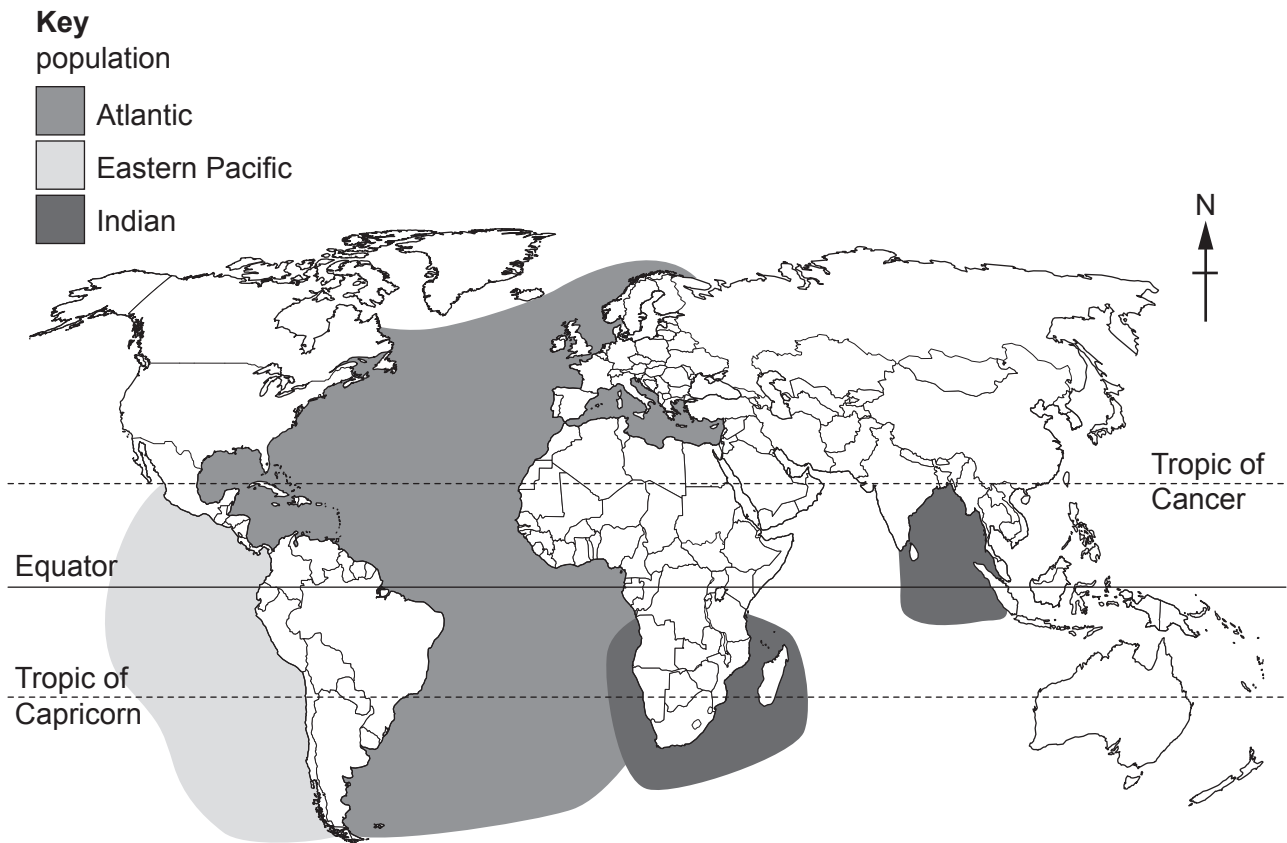 Key
population
Atlantic
Eastern Pacific
Indian
N
Tropic of
Cancer
Equator
Tropic of
Capricorn